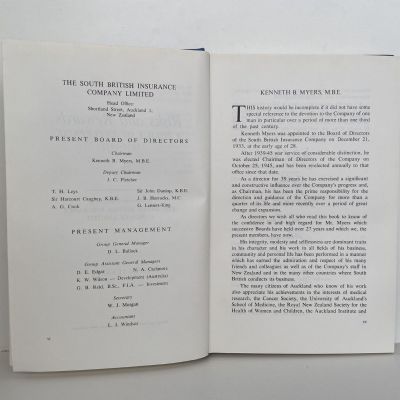 THE SOUTH BRITISH INSURANCE
COMPANY LIMITED
Head Office:
Shortland Street, Auckland 1,
New Zealand
PRESENT BOARD OF DIRECTORS
Chairman
Kenneth B. Myers, M.B.E.
Deputy Chairman
J. C. Fletcher
T. H. Leys Sir John Dunlop, K.B.E.
Sir Harcourt Caughey, K.B.E. J. B. Horrocks, M.C.
A. G. Cook G. Lennox-King
PRESENT MANAGEMENT
Group General Manager
D. L. Bullock
Group Assistant General Managers
D. E. Edgar N. A. Chalmers
K. W. Wilson — Development (Australia)
G. B. Reid, B.Sc., F.I.A. — Investments
Secretary
W. J. Morgan
Accountant
L. J. Windsor
vi
KENNETH B. MYERS, M.B.E.
THIS history would be incomplete if it did not have some
special reference to the devotion to the Company of one
man in particular over a period of more than one third
of the past century.
Kenneth Myers was appointed to the Board of Directors
of the South British Insurance Company on December 21,
1933, at the early age of 28.
After 1939-45 war service of considerable distinction, he
was elected Chairman of Directors of the Company on
October 25, 1945, and has been reelected annually to that
office since that date.
As a director for 39 years he has exercised a significant
and constructive influence over the Company's progress and,
as Chairman, his has been the prime responsibility for the
direction and guidance of the Company for more than a
quarter of its life and more recently over a period of great
change and expansion.
As directors we wish all who read this book to know of
the confidence in and high regard for Mr. Myers which
successive Boards have held over 27 years and which we, the
present members, have now.
His integrity, modesty and selflessness are dominant traits
in his character and his work in all fields of his business,
community and personal life has been performed in a manner
which has earned the admiration and respect of his many
friends and colleagues as well as of the Company's staff in
New Zealand and in the many other countries where South
British conducts its business.
The many citizens of Auckland who know of his work
also appreciate his achievements in the interests of medical
research, the Cancer Society, the University of Auckland's
School of Medicine, the Royal New Zealand Society for the
Health of Women and Children, the Auckland Institute and